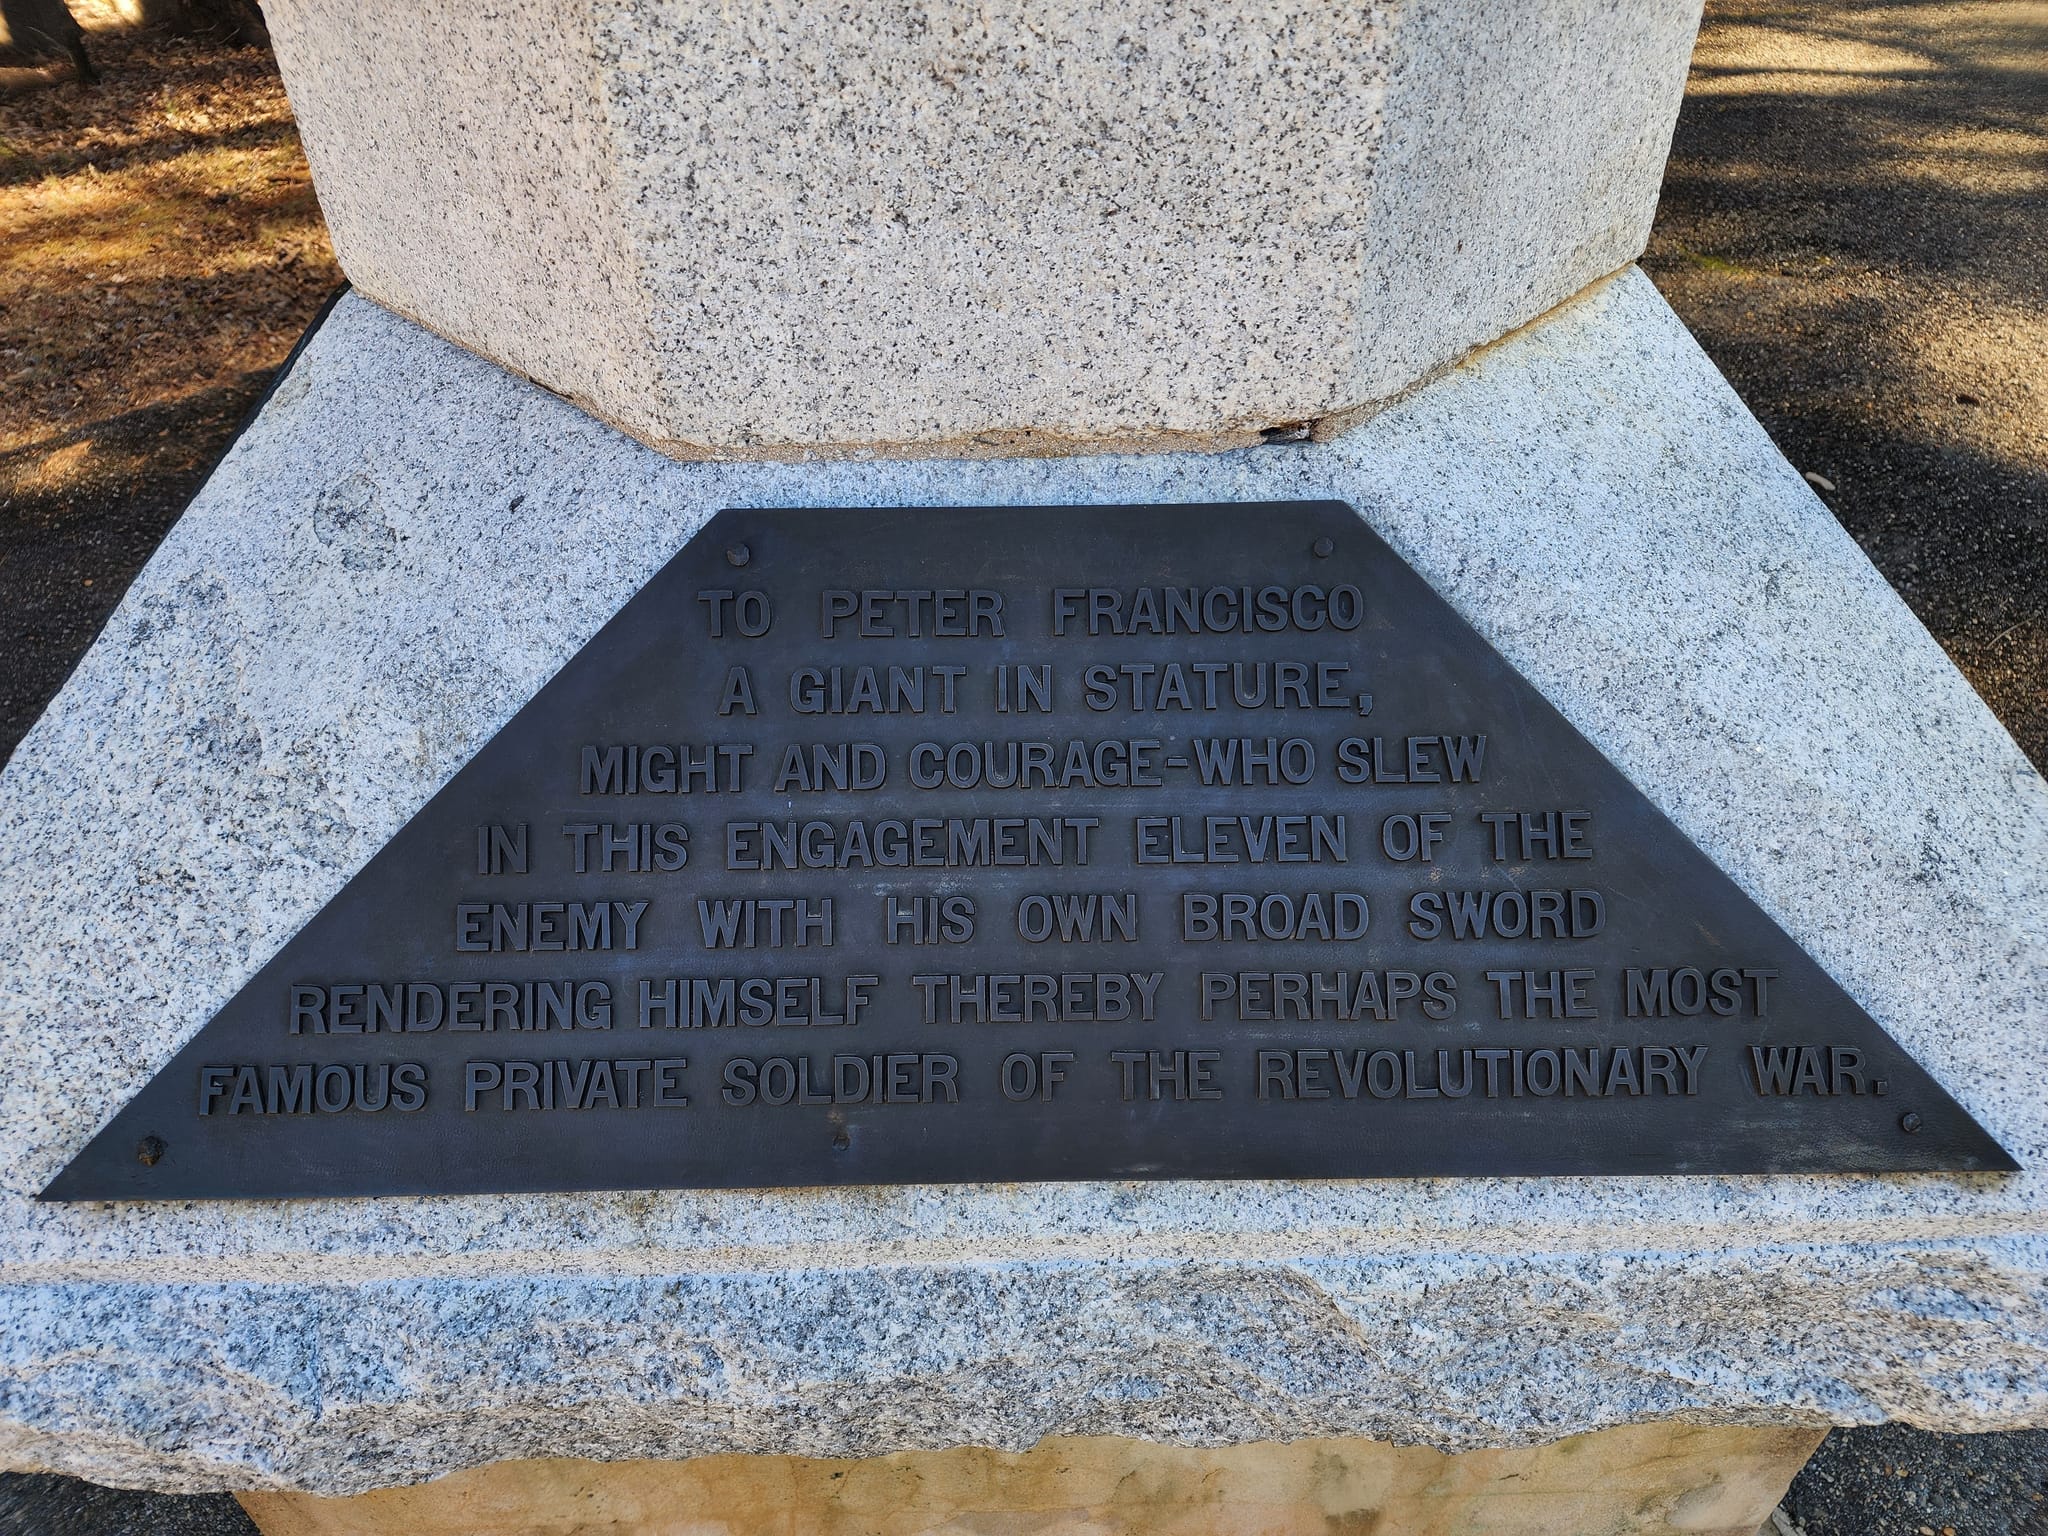 TO PETER FRANCISCO
A GIANT IN STATURE,
MIGHT AND COURAGE-WHO SLEW
IN THIS ENGAGEMENT ELEVEN OF THE
ENEMY WITH HIS OWN BROAD SWORD
RENDERING HIMSELF THEREBY PERHAPS THE MOST
FAMOUS PRIVATE SOLDIER OF THE REVOLUTIONARY WAR.